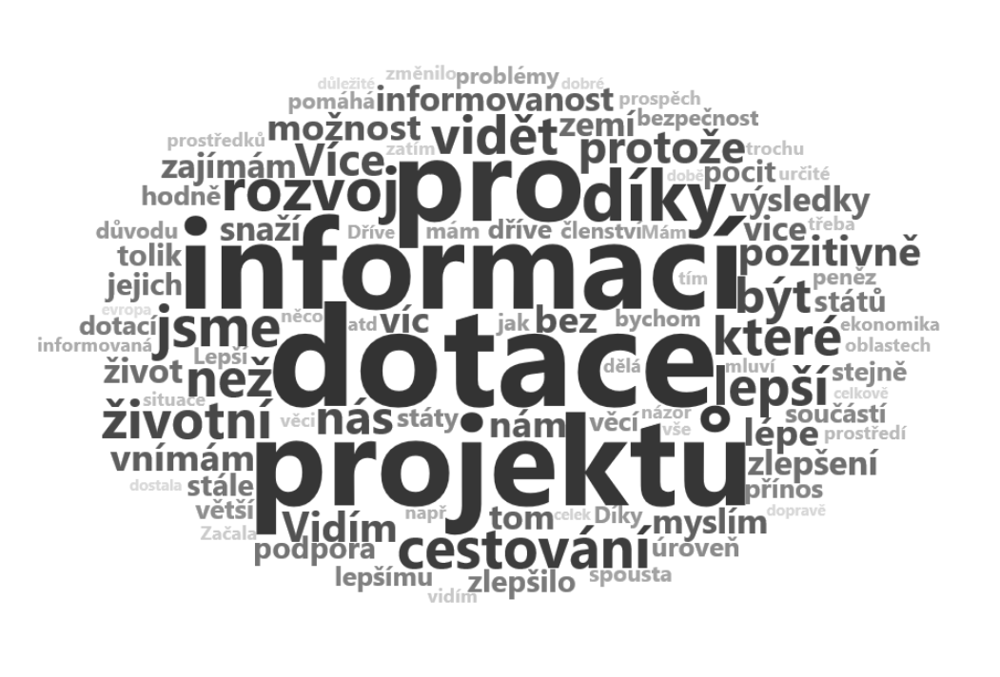 změnilo problémy
důležité dobré
pomáhá informovanost prospěch
možnost vidět zemí bezpečnost
prostředků zatím protože trochu
zajímám Více pro době pocit určité
hodně rozvoj díky výsledky
důvodu snaží Dříve mám dříve členství Mám více třeba
tolik informací pozitivně
jejich tím být peněz
evropa jsme něco atd víc jak bez bychom států
dotací které ekonomika
informovaná Lepší dotace oblastech
život než dělá mluví stejně
situace lepší celkově
životní věci nás státy nám věcí názor vše součástí
vnímám projektů lépe prostředí
dostala stále zlepšení
větší přínos
Začala Vidím např tom celek Díky myslím dopravě
podpora cestování úroveň
lepšímu zlepšilo spousta
vidím